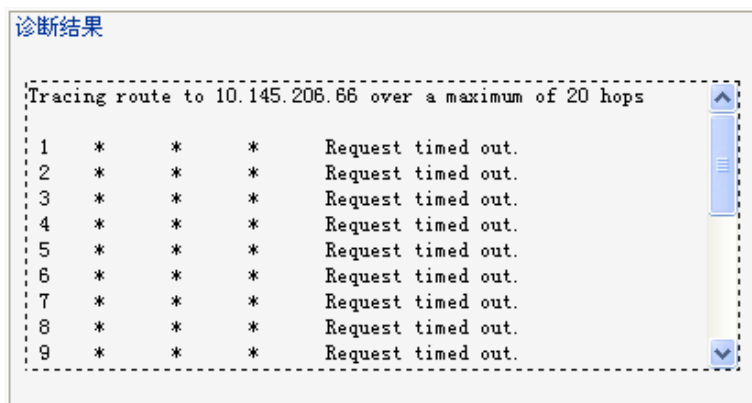 诊断结果
Tracing route to 10.145.206.66 over a maximum of 20 hops
1 * * * Request timed out.
2 * * * Request timed out.
3 * * * Request timed out.
4 * * * Request timed out.
5 * * * Request timed out.
6 * * * Request timed out.
7 * * * Request timed out.
8 * * * Request timed out.
9 * * * Request timed out.